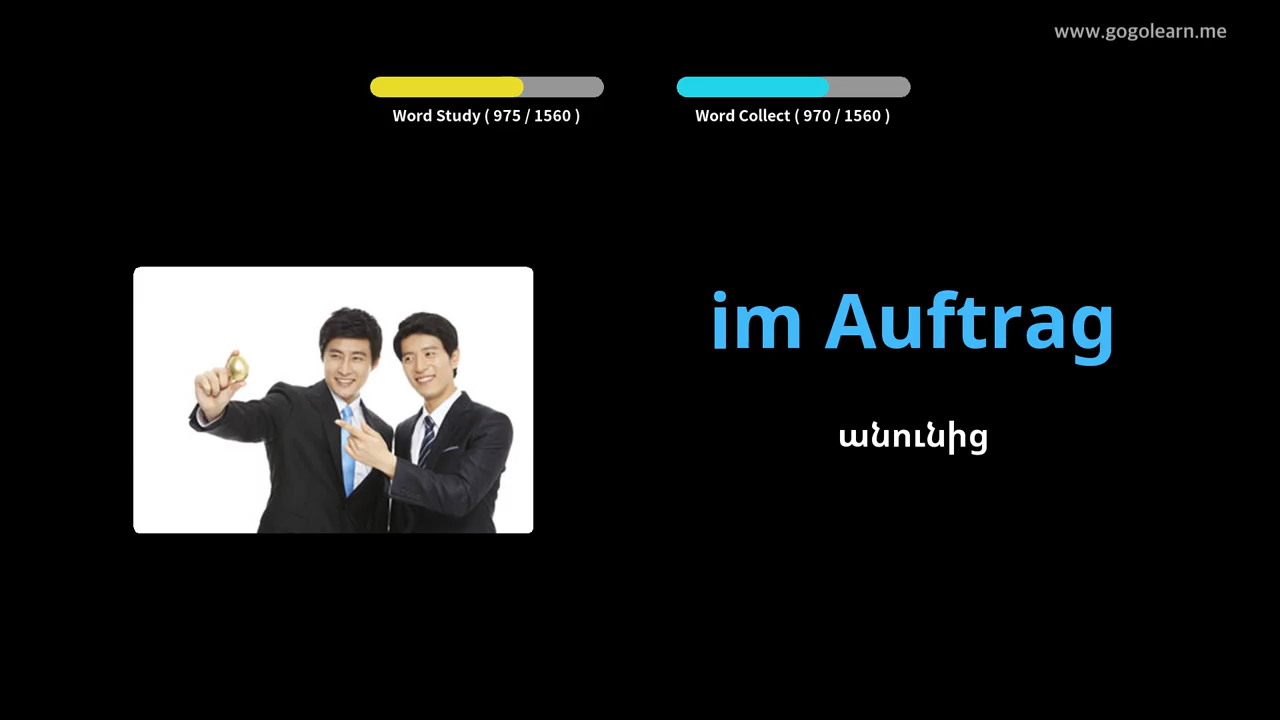 www.gogolearn.me
Word Study ( 975 / 1560 )
Word Collect ( 970 / 1560 )
im Auftrag
անունից